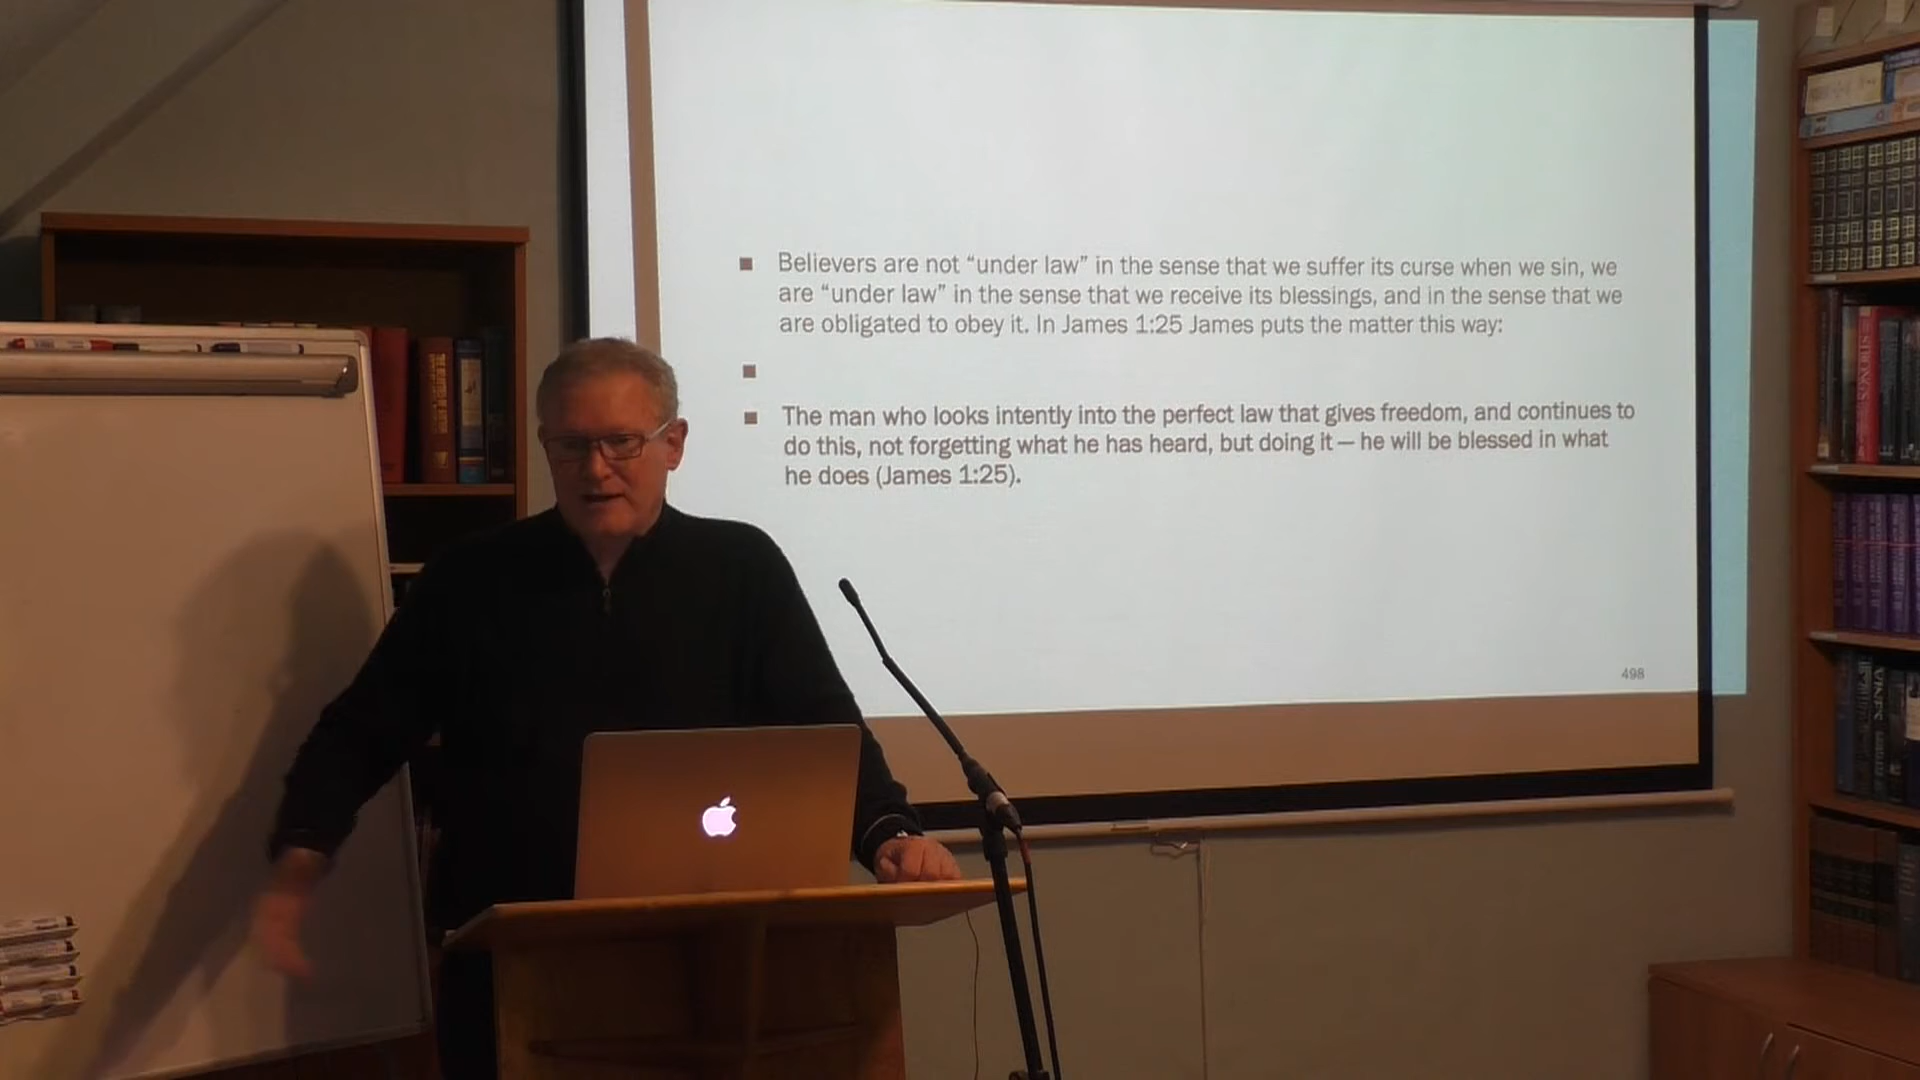 Believers are not “under law” in the sense that we suffer its curse when we sin, we
are “under law” in the sense that we receive its blessings, and in the sense that we
are obligated to obey it. In James 1:25 James puts the matter this way:
The man who looks intently into the perfect law that gives freedom, and continues to
do this, not forgetting what he has heard, but doing it — he will be blessed in what
he does (James 1:25).
498